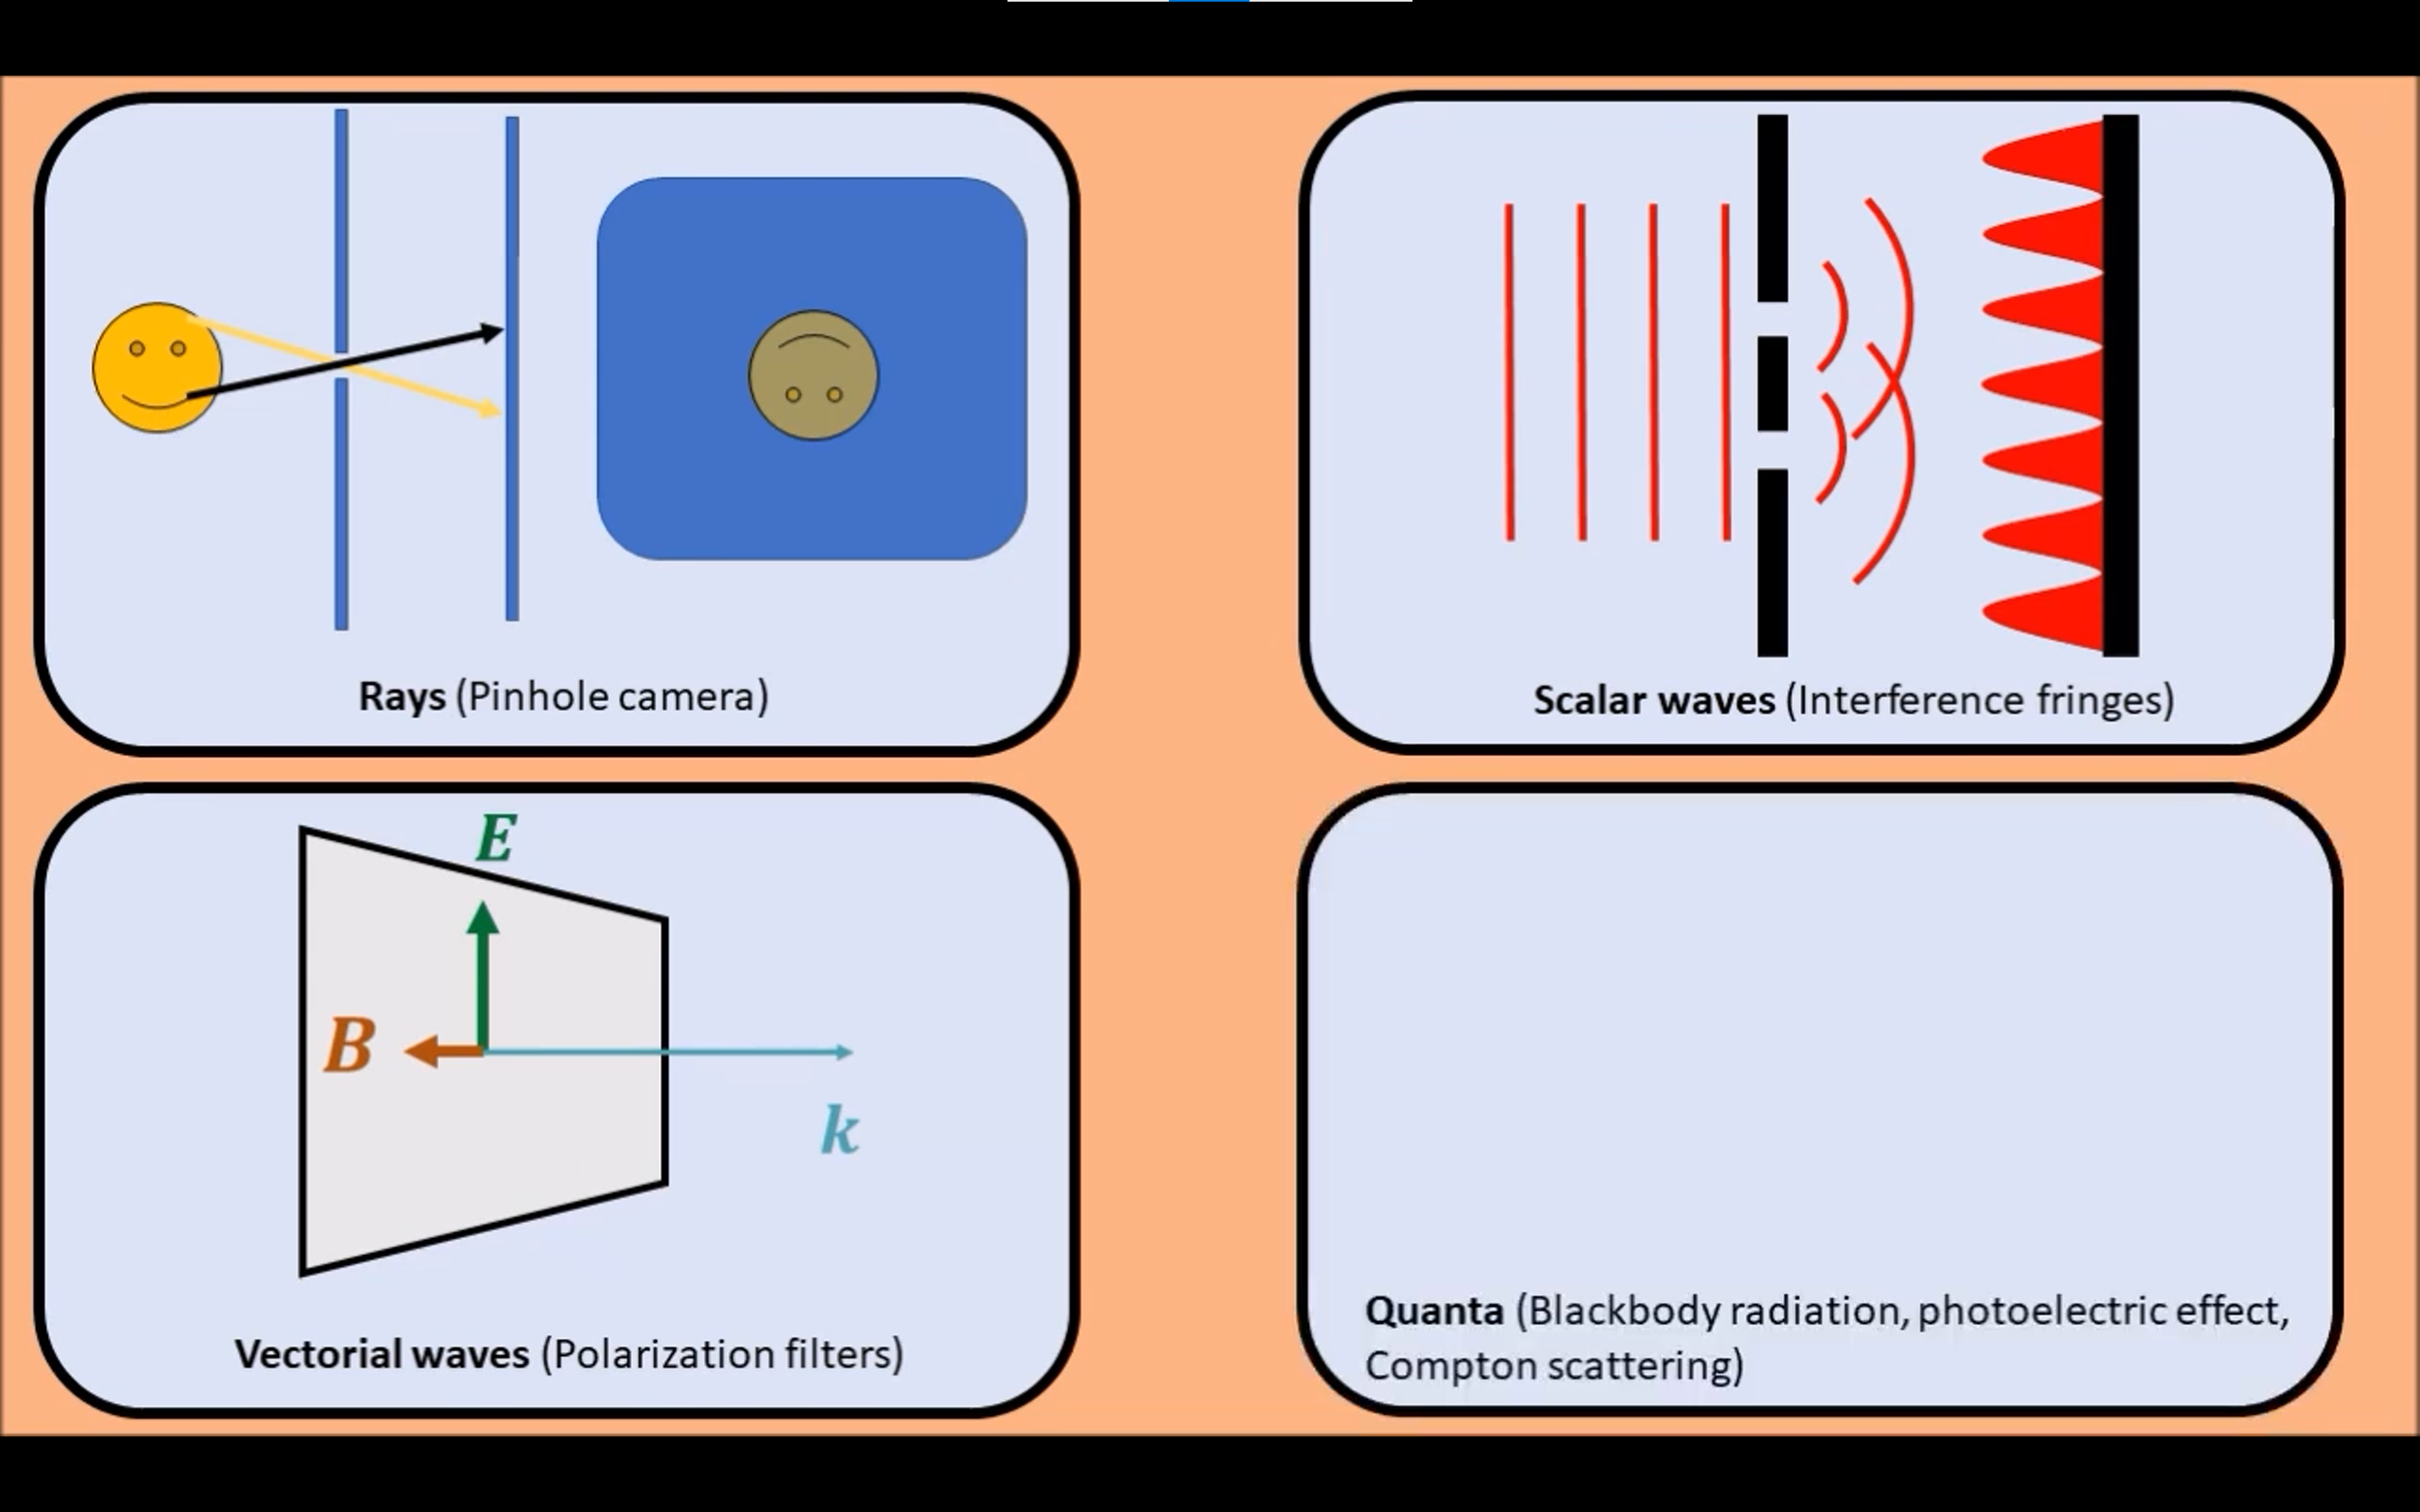 Rays (Pinhole camera)
Scalar waves (Interference fringes)
E
B
k
Vectorial waves (Polarization filters)
Quanta (Blackbody radiation, photoelectric effect,
Compton scattering)